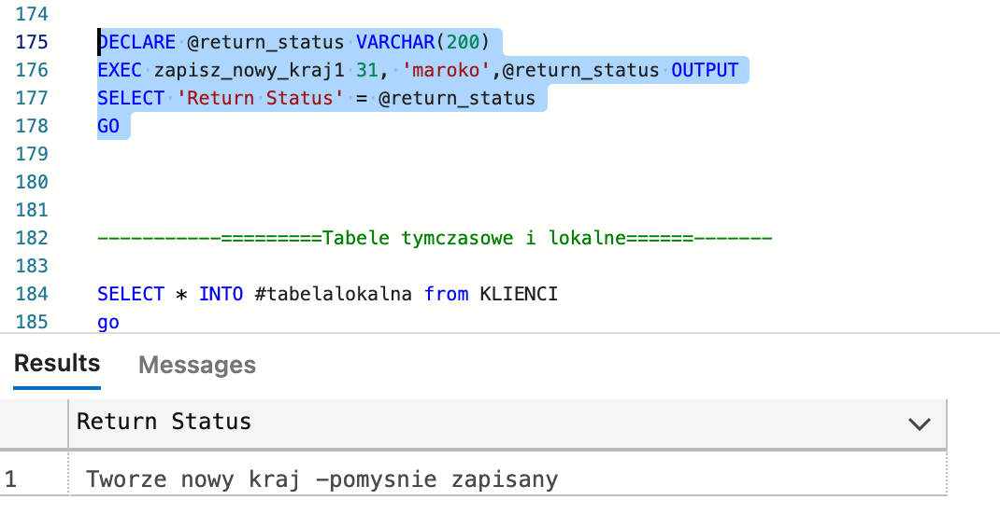 174
175 DECLARE @return_status VARCHAR(200)
176 EXEC zapisz_nowy_kraj1 31, 'maroko',@return_status OUTPUT
177 SELECT 'Return Status' = @return_status
178 GO
179
180
181
182 -----------=========Tabele tymczasowe i lokalne======-------
183
184 SELECT * INTO #tabelalokalna from KLIENCI
185 go
Results Messages
Return Status
1 Tworze nowy kraj -pomysnie zapisany